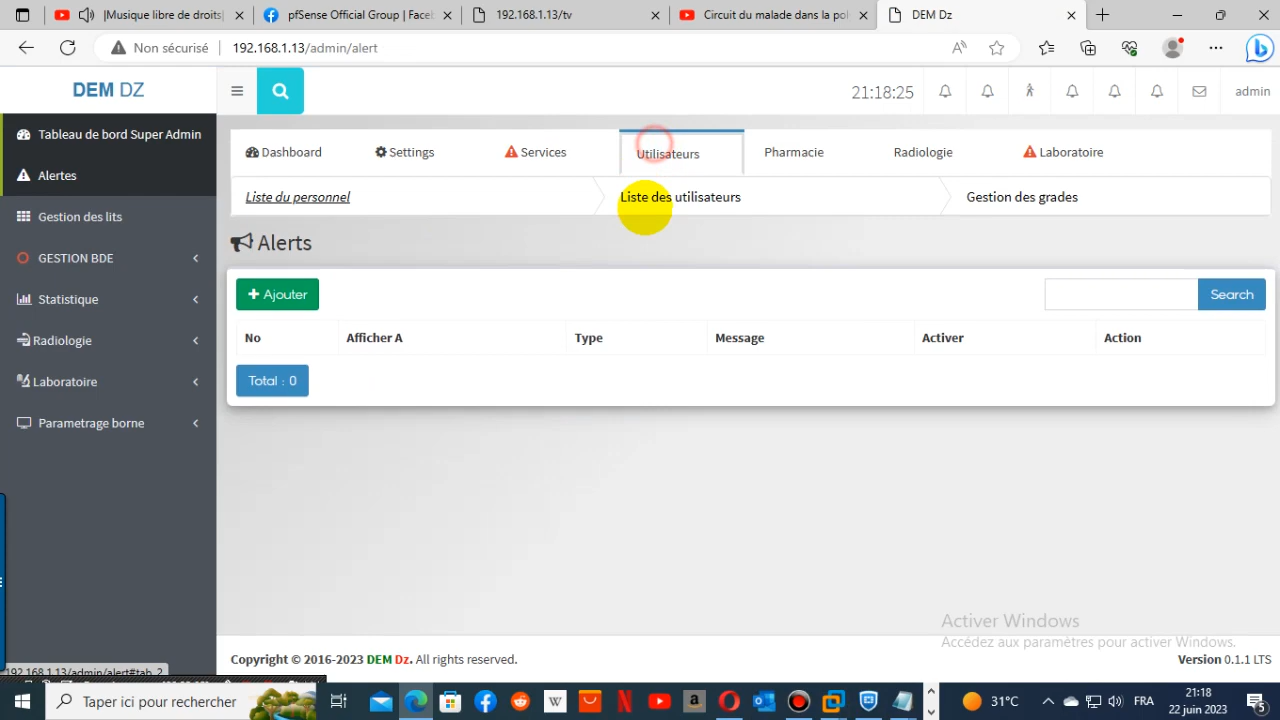 |Musique libre de droits|
pfSense Official Group | Facel
192.168.1.13/tv
Circuit du malade dans la pol
DEM Dz
Non sécurisé
192.168.1.13/admin/alert
DEM DZ
21:18:25
admin
Tableau de bord Super Admin
Alertes
Gestion des lits
GESTION BDE
Statistique
Radiologie
Laboratoire
Parametrage borne
Dashboard
Settings
Services
Utilisateurs
Pharmacie
Radiologie
Laboratoire
Liste du personnel
Liste des utilisateurs
Gestion des grades
Alerts
+ Ajouter
Search
No
Afficher A
Type
Message
Activer
Action
Total : 0
Activer Windows
Accédez aux paramètres pour activer Windows.
Copyright © 2016-2023 DEM Dz. All rights reserved.
Version 0.1.1 LTS
192.168.1.13/admin/alert#tab_2
Taper ici pour rechercher
31°C
FRA
21:18
22 juin 2023
5